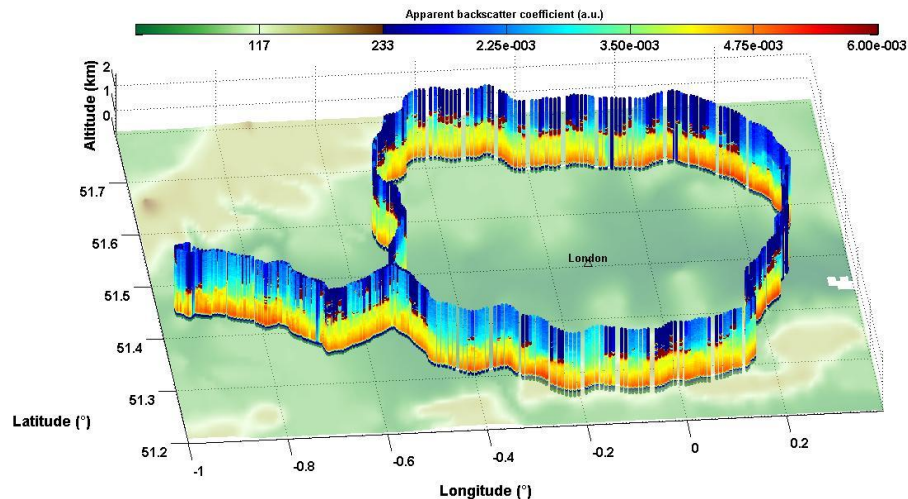 Apparent backscatter coefficient (a.u.)
117 233 2.25e-003 3.50e-003 4.75e-003 6.00e-003
Altitude (km)
2
1
0
51.7
51.6
51.5
51.4
51.3
51.2
Latitude (°)
London
-1 -0.8 -0.6 -0.4 -0.2 0 0.2
Longitude (°)